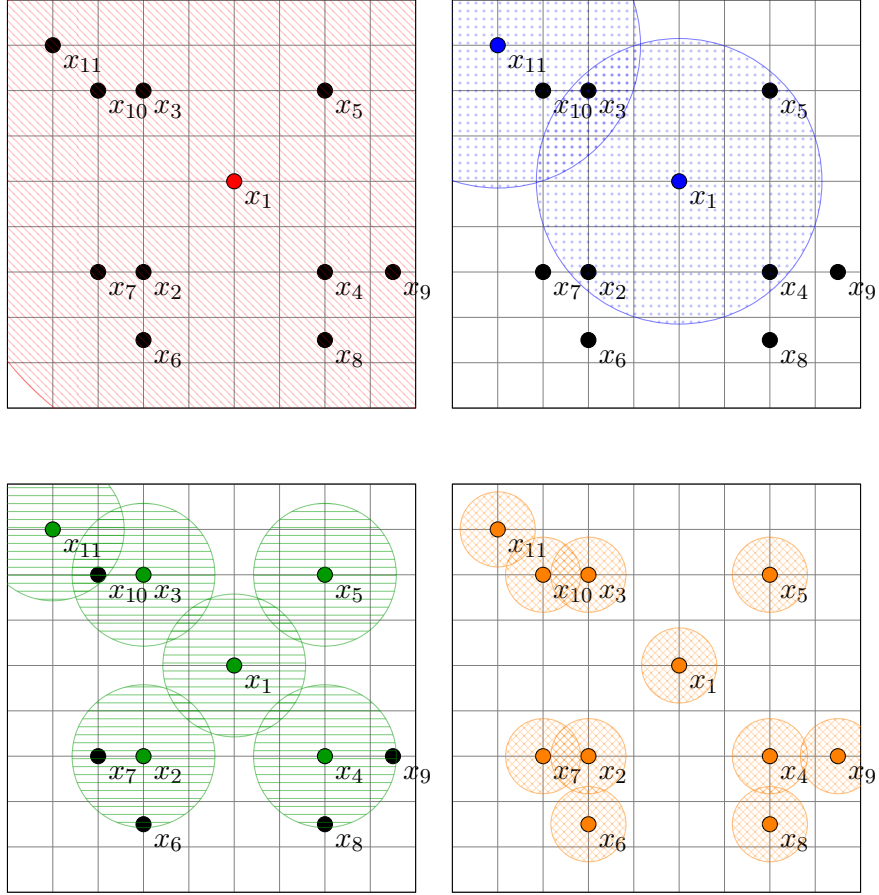 x₁₁
x₁₀ x₃ x₅
x₁
x₇ x₂ x₄ x₉
x₆ x₈
x₁₁
x₁₀ x₃ x₅
x₁
x₇ x₂ x₄ x₉
x₆ x₈
x₁₁
x₁₀ x₃ x₅
x₁
x₇ x₂ x₄ x₉
x₆ x₈
x₁₁
x₁₀ x₃ x₅
x₁
x₇ x₂ x₄ x₉
x₆ x₈